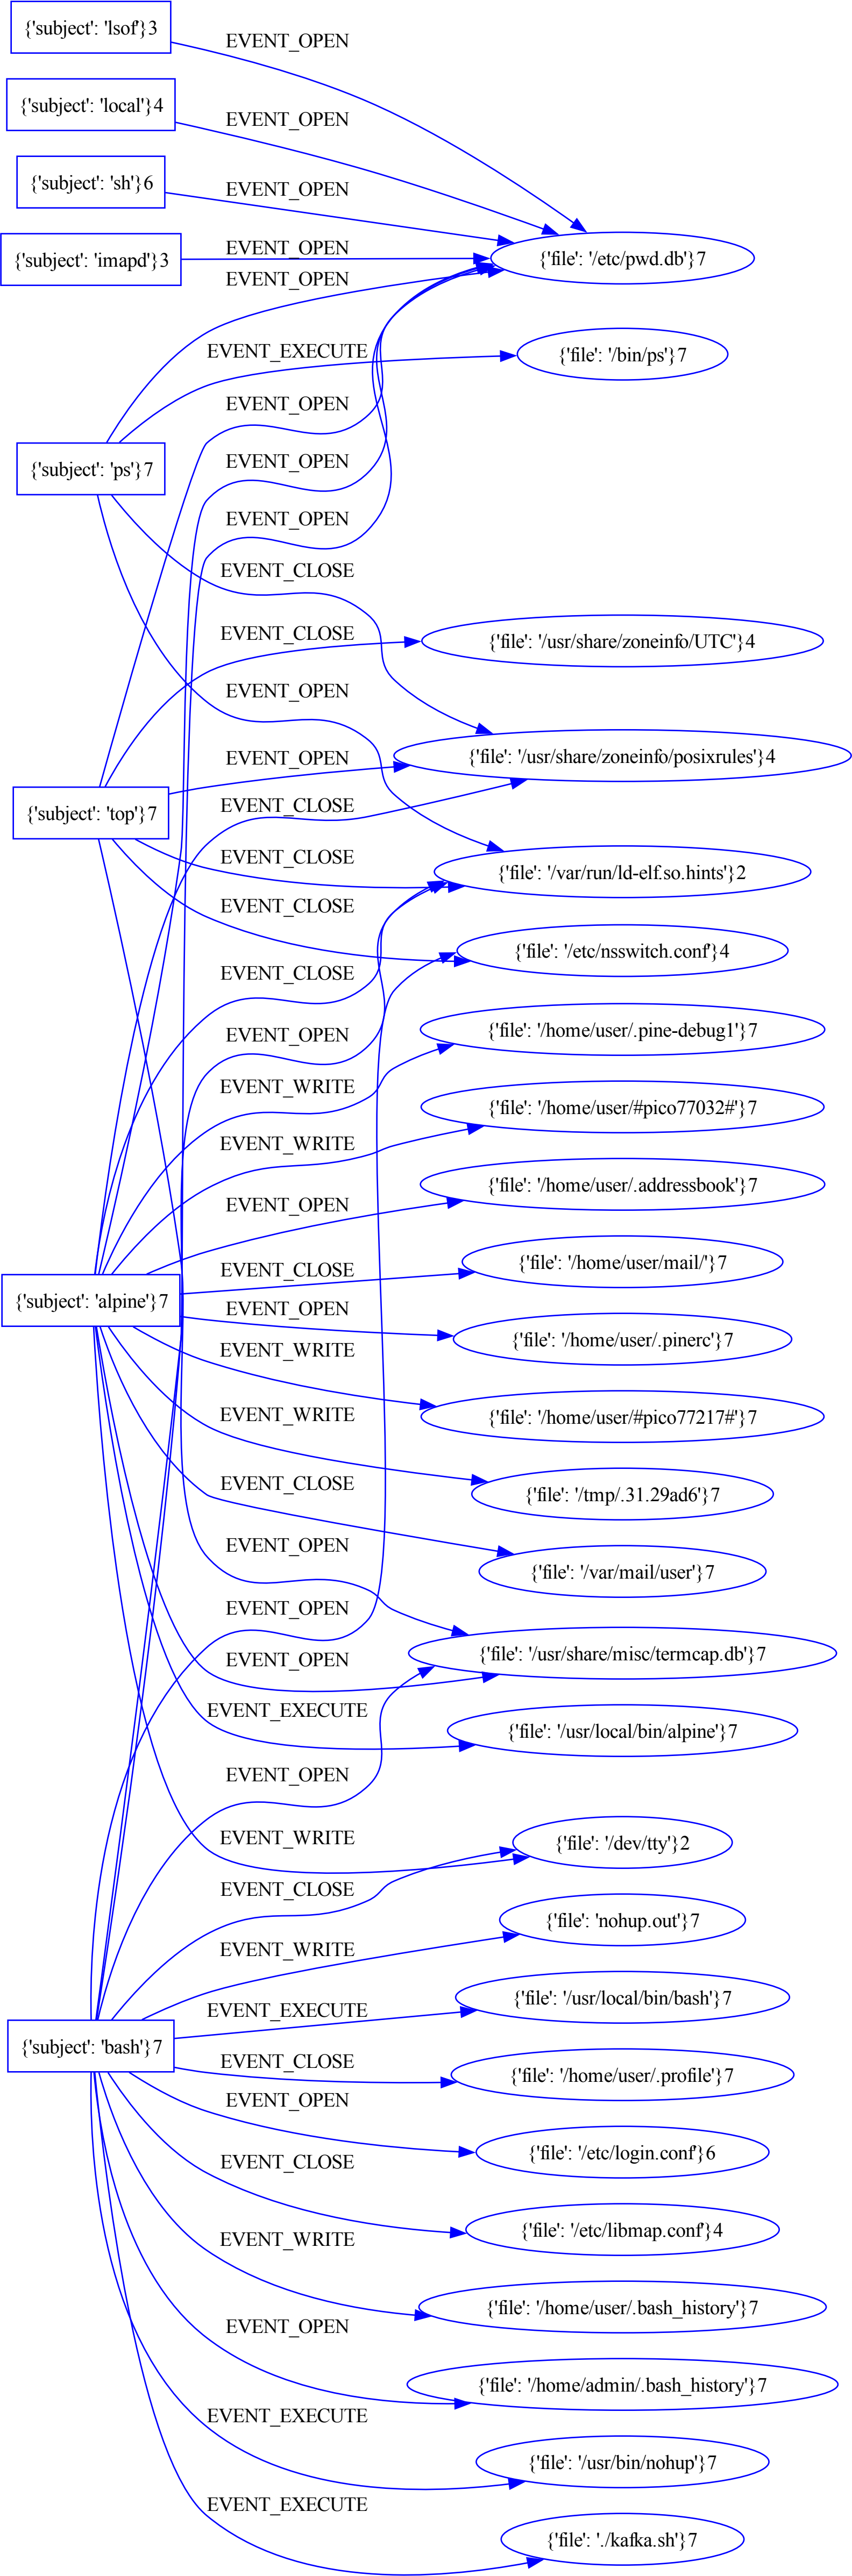 {'subject': 'lsof'}3
EVENT_OPEN
{'subject': 'local'}4
EVENT_OPEN
{'subject': 'sh'}6
EVENT_OPEN
{'subject': 'imapd'}3
EVENT_OPEN
{'file': '/etc/pwd.db'}7
EVENT_OPEN
EVENT_EXECUTE
{'file': '/bin/ps'}7
EVENT_OPEN
{'subject': 'ps'}7
EVENT_OPEN
EVENT_OPEN
EVENT_CLOSE
EVENT_CLOSE
{'file': '/usr/share/zoneinfo/UTC'}4
EVENT_OPEN
EVENT_OPEN
{'file': '/usr/share/zoneinfo/posixrules'}4
{'subject': 'top'}7
EVENT_CLOSE
EVENT_CLOSE
{'file': '/var/run/ld-elf.so.hints'}2
EVENT_CLOSE
{'file': '/etc/nsswitch.conf'}4
EVENT_CLOSE
EVENT_OPEN
{'file': '/home/user/.pine-debug1'}7
EVENT_WRITE
{'file': '/home/user/#pico77032#'}7
EVENT_WRITE
{'file': '/home/user/.addressbook'}7
EVENT_OPEN
{'file': '/home/user/mail/'}7
EVENT_CLOSE
{'subject': 'alpine'}7
EVENT_OPEN
{'file': '/home/user/.pinerc'}7
EVENT_WRITE
EVENT_WRITE
{'file': '/home/user/#pico77217#'}7
EVENT_CLOSE
{'file': '/tmp/.31.29ad6'}7
EVENT_OPEN
{'file': '/var/mail/user'}7
EVENT_OPEN
{'file': '/usr/share/misc/termcap.db'}7
EVENT_OPEN
EVENT_EXECUTE
{'file': '/usr/local/bin/alpine'}7
EVENT_OPEN
EVENT_WRITE
{'file': '/dev/tty'}2
EVENT_CLOSE
{'file': 'nohup.out'}7
EVENT_WRITE
{'file': '/usr/local/bin/bash'}7
EVENT_EXECUTE
{'subject': 'bash'}7
EVENT_CLOSE
{'file': '/home/user/.profile'}7
EVENT_OPEN
{'file': '/etc/login.conf'}6
EVENT_CLOSE
{'file': '/etc/libmap.conf'}4
EVENT_WRITE
{'file': '/home/user/.bash_history'}7
EVENT_OPEN
{'file': '/home/admin/.bash_history'}7
EVENT_EXECUTE
{'file': '/usr/bin/nohup'}7
EVENT_EXECUTE
{'file': './kafka.sh'}7